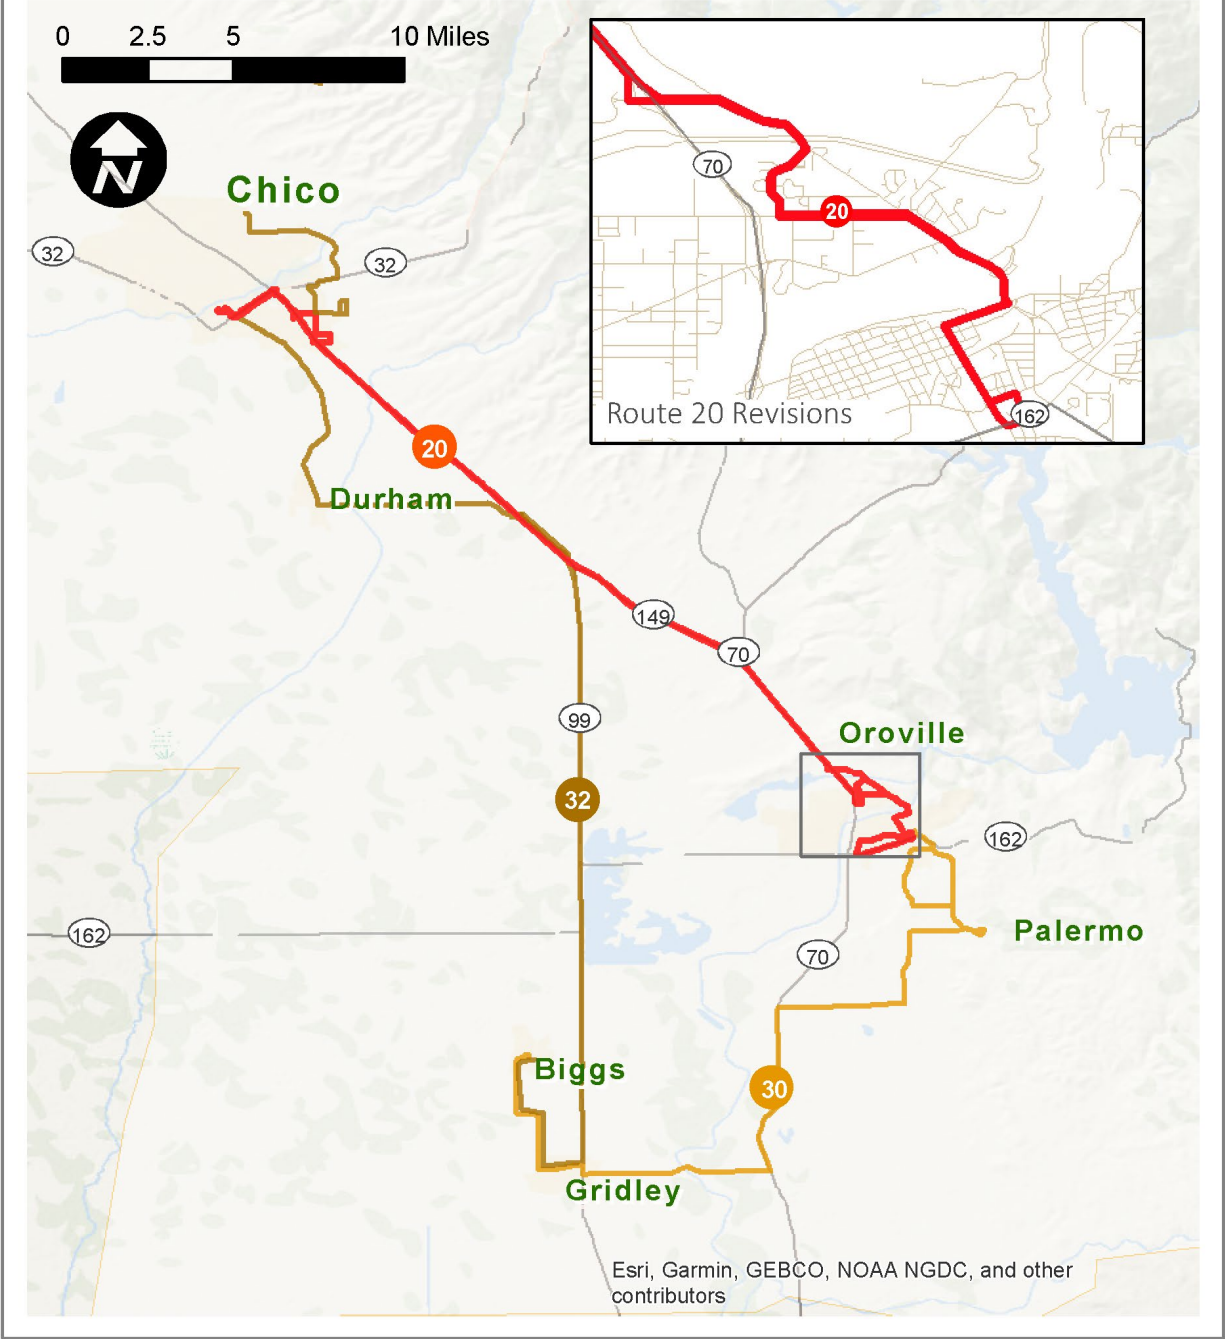 0 2.5 5 10 Miles
N
Chico
32
32
70
20
Route 20 Revisions
162
20
Durham
149
70
99
Oroville
32
162
162
Palermo
70
Biggs
30
Gridley
Esri, Garmin, GEBCO, NOAA NGDC, and other
contributors